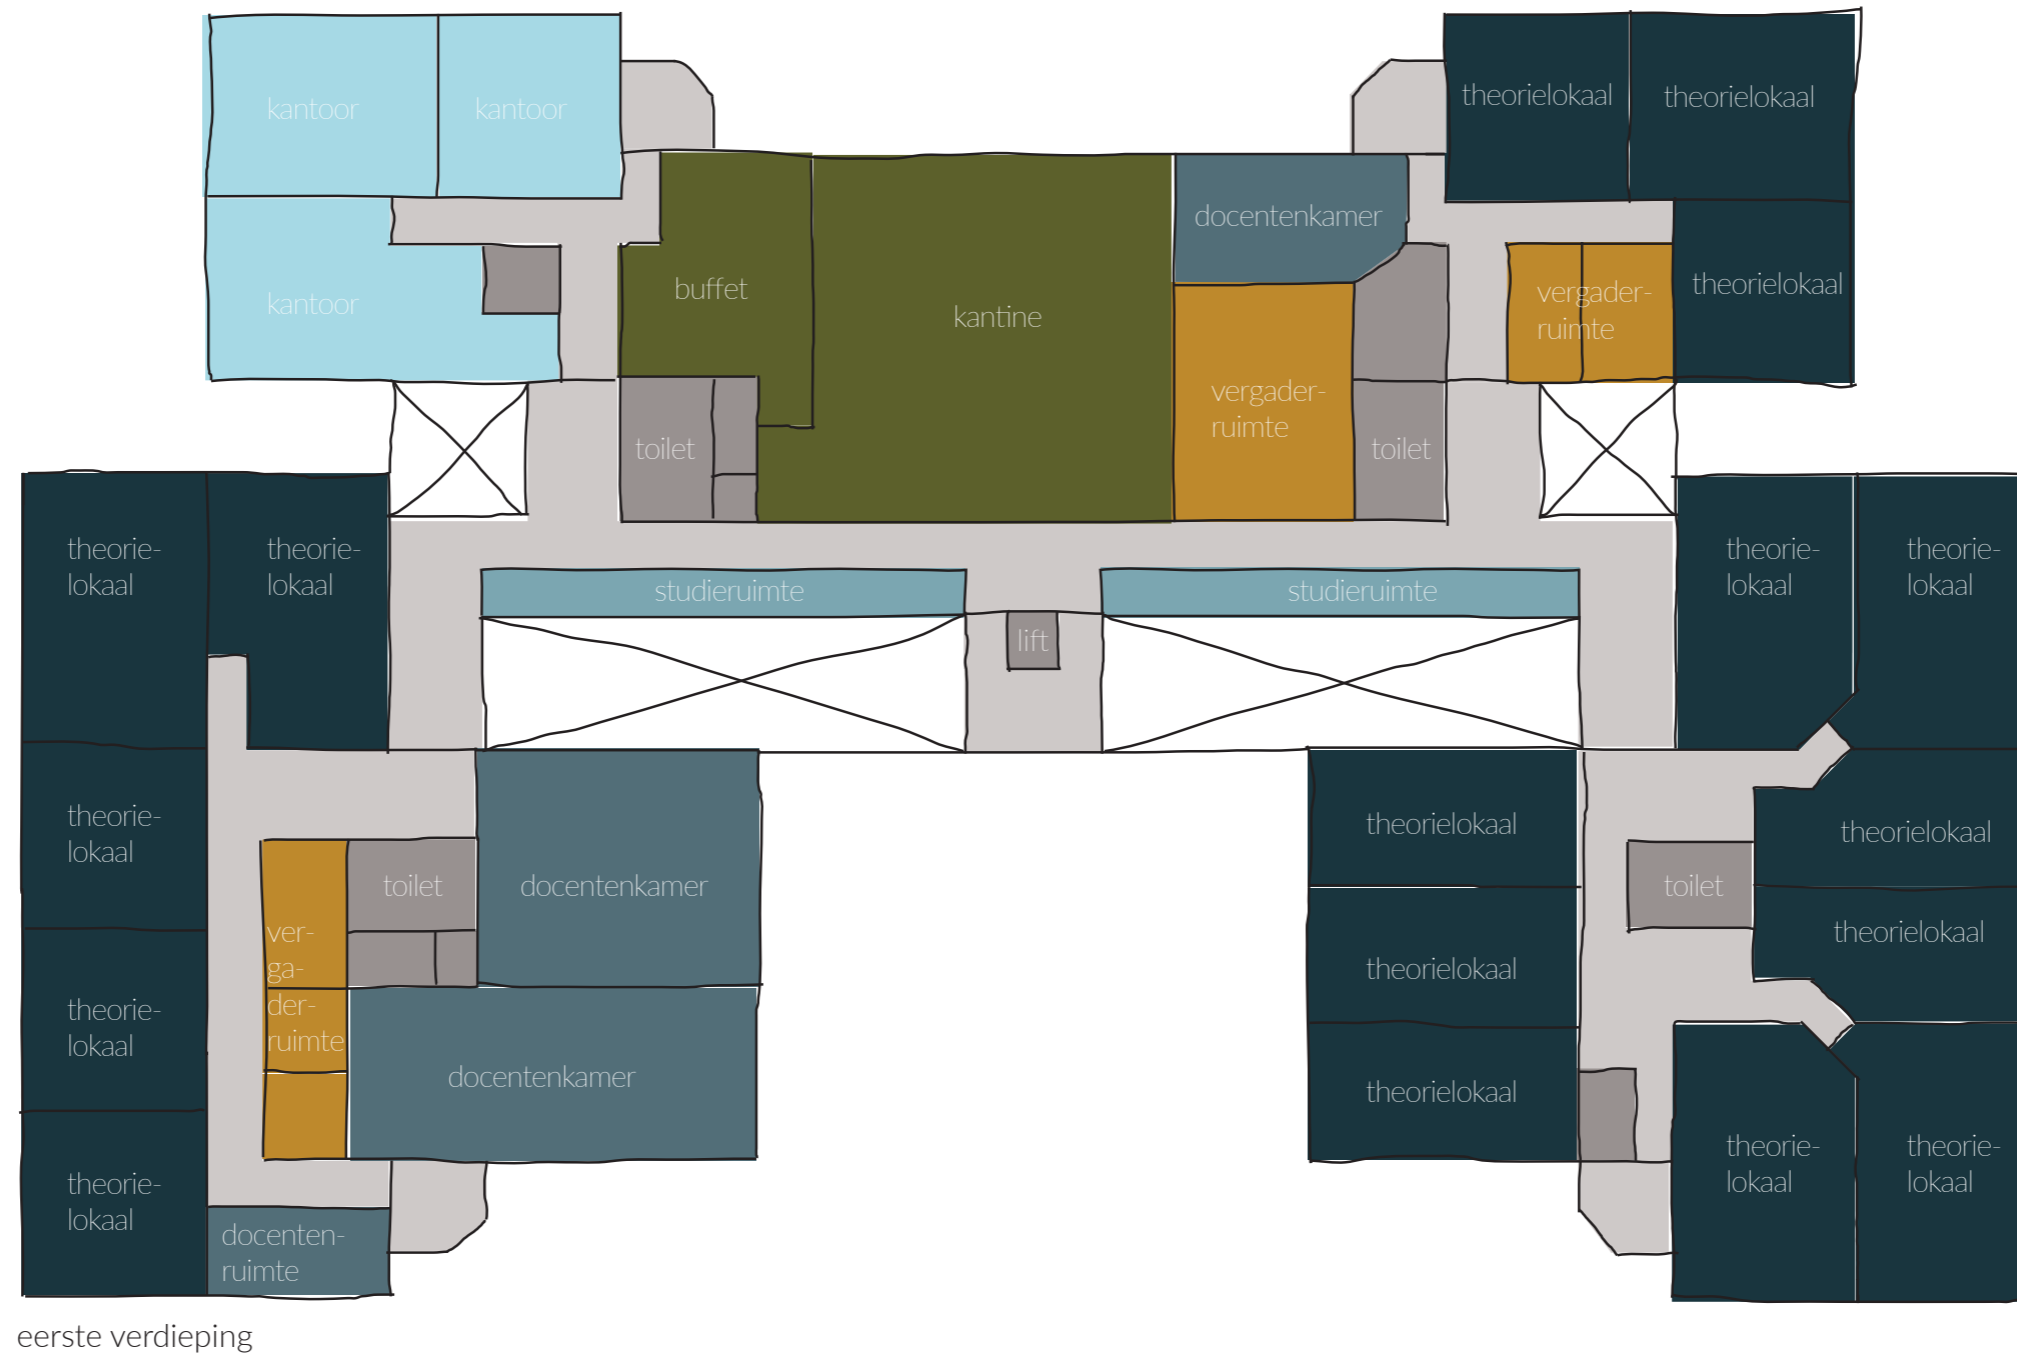 kantoor
kantoor
theorielokaal
theorielokaal
kantoor
buffet
kantine
docentenkamer
vergader-
ruimte
theorielokaal
toilet
vergader-
ruimte
toilet
theorie-
lokaal
theorie-
lokaal
studieruimte
studieruimte
lift
theorie-
lokaal
theorie-
lokaal
theorie-
lokaal
toilet
docentenkamer
theorielokaal
toilet
theorielokaal
ver-
ga-
der-
ruimte
theorielokaal
theorielokaal
theorie-
lokaal
docentenkamer
theorielokaal
theorie-
lokaal
docenten-
ruimte
theorie-
lokaal
theorie-
lokaal
eerste verdieping